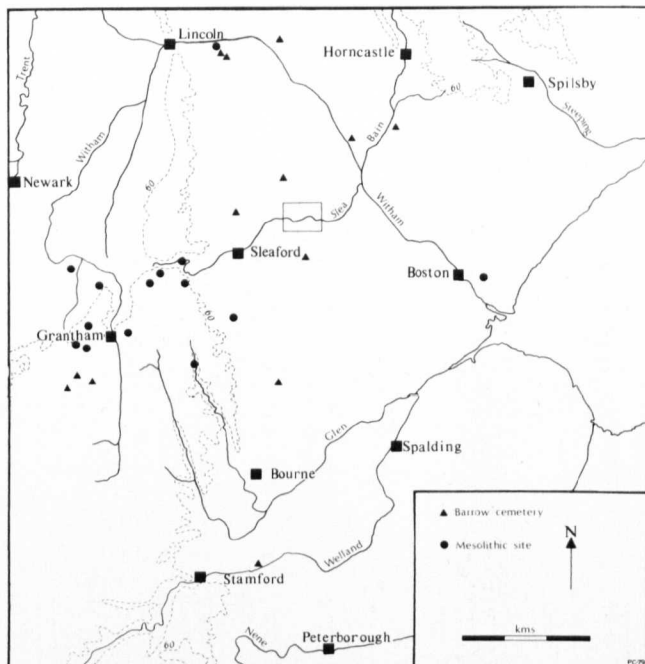 Lincoln
Horncastle
Spilsby
Trent
Witham
60
Steeping
Bain
Newark
60
Slea
Witham
Sleaford
Boston
60
Grantham
Glen
Spalding
Bourne
Barrow cemetery
Mesolithic site
N
Welland
Stamford
kms
60
Nene
Peterborough